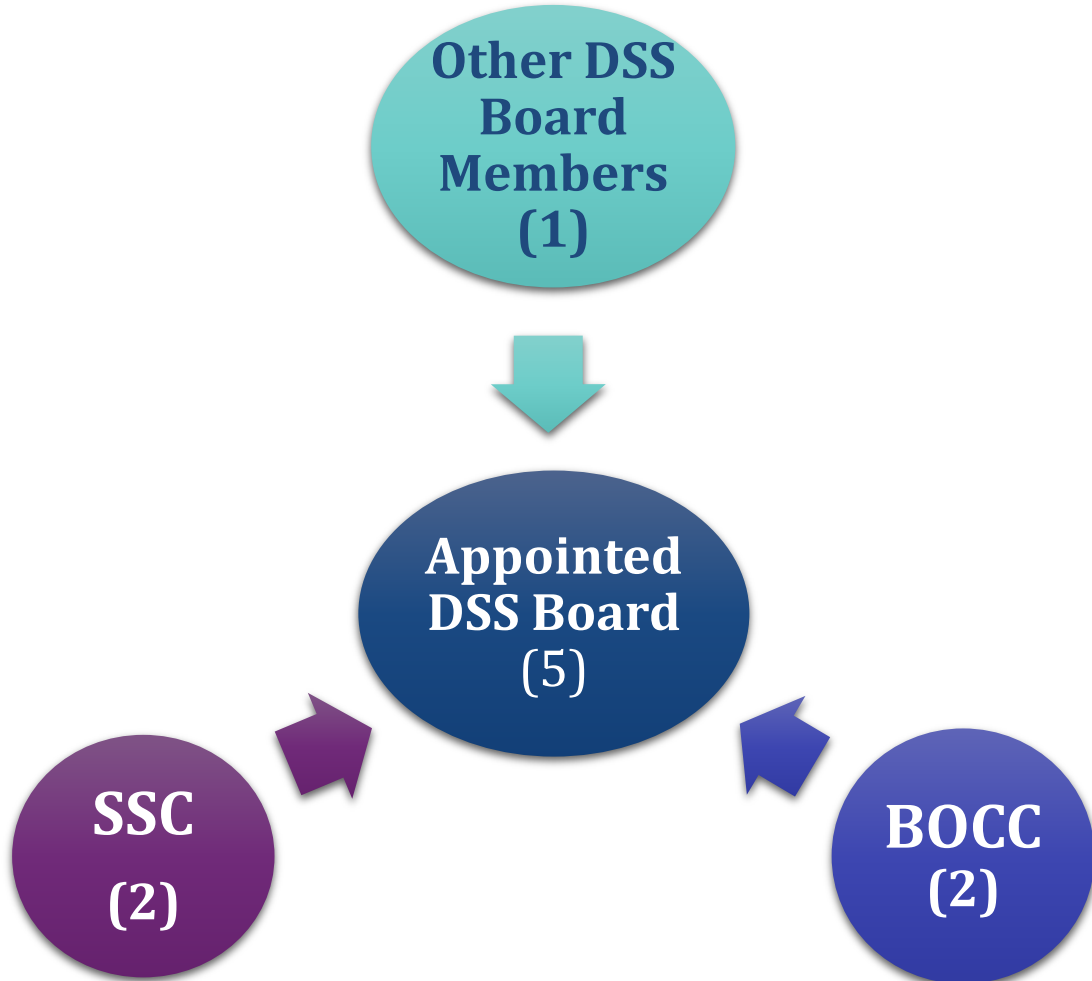 Other DSS
Board
Members
(1)
Appointed
DSS Board
(5)
SSC
(2)
BOCC
(2)